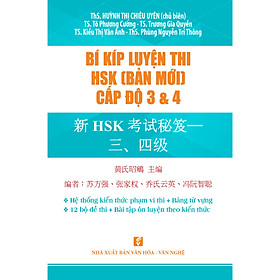 ThS. HUỲNH THỊ CHIÊU UYÊN (chủ biên)
TS. Tô Phương Cường - TS. Trương Gia Quyền
TS. Kiều Thị Vân Anh - ThS. Phùng Nguyễn Trí Thông
BÍ KÍP LUYỆN THI
HSK (BẢN MỚI)
CẤP ĐỘ 3 & 4
新 HSK 考试秘笈—
三、四级
黄氏昭鴢 主编
编者：苏方强、张家权、乔氏云英、冯阮智聪
Hệ thống kiến thức phạm vi thi + Bảng từ vựng
12 bộ đề thi + Bài tập ôn luyện theo kiến thức
NHÀ XUẤT BẢN VĂN HÓA - VĂN NGHỆ